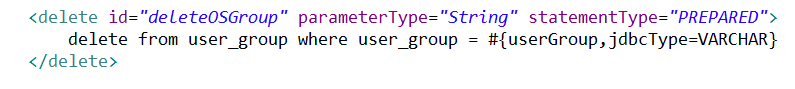 <delete id="deleteOSGroup" parameterType="String" statementType="PREPARED">
delete from user_group where user_group = #{userGroup,jdbcType=VARCHAR}
</delete>